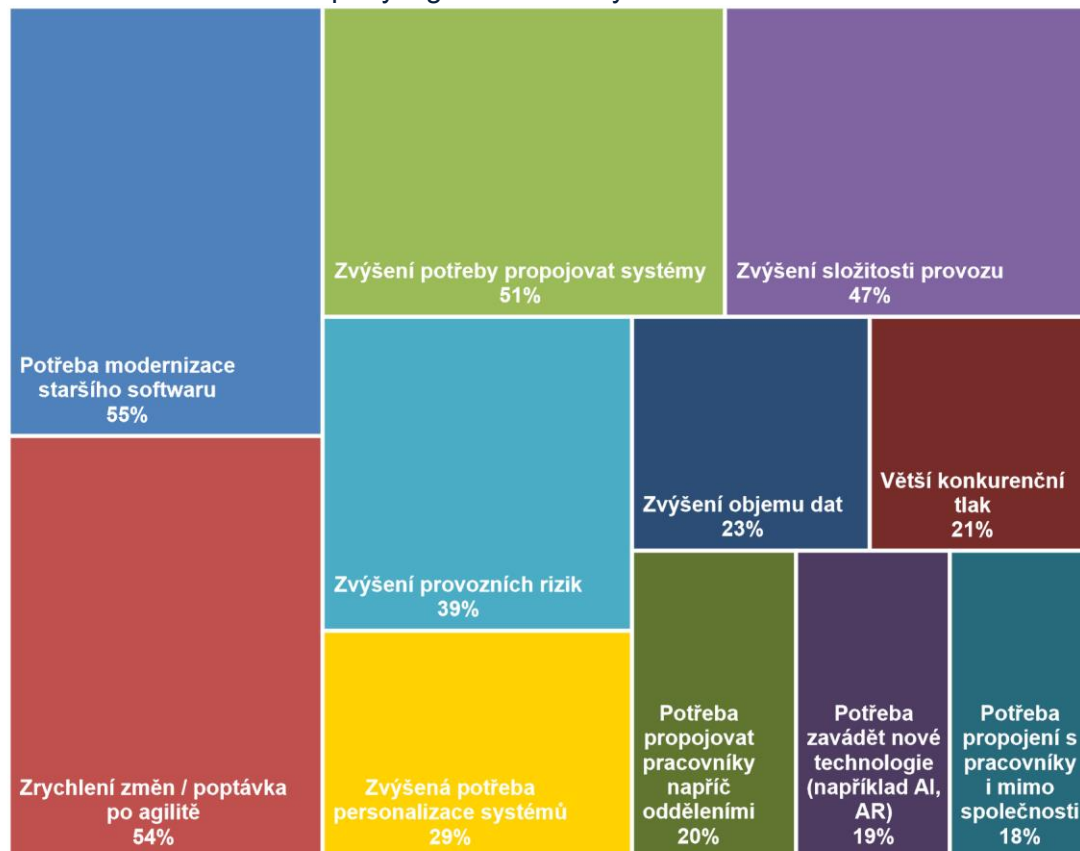 Zvýšení potřeby propojovat systémy
51%
Zvýšení složitosti provozu
47%
Potřeba modernizace
staršího softwaru
55%
Zvýšení objemu dat
23%
Větší konkurenční
tlak
21%
Zvýšení provozních rizik
39%
Zrychlení změn / poptávka
po agilitě
54%
Zvýšená potřeba
personalizace systémů
29%
Potřeba
propojovat
pracovníky
napříč
odděleními
20%
Potřeba
zavádět nové
technologie
(například AI,
AR)
19%
Potřeba
propojení s
pracovníky
i mimo
společnosti
18%